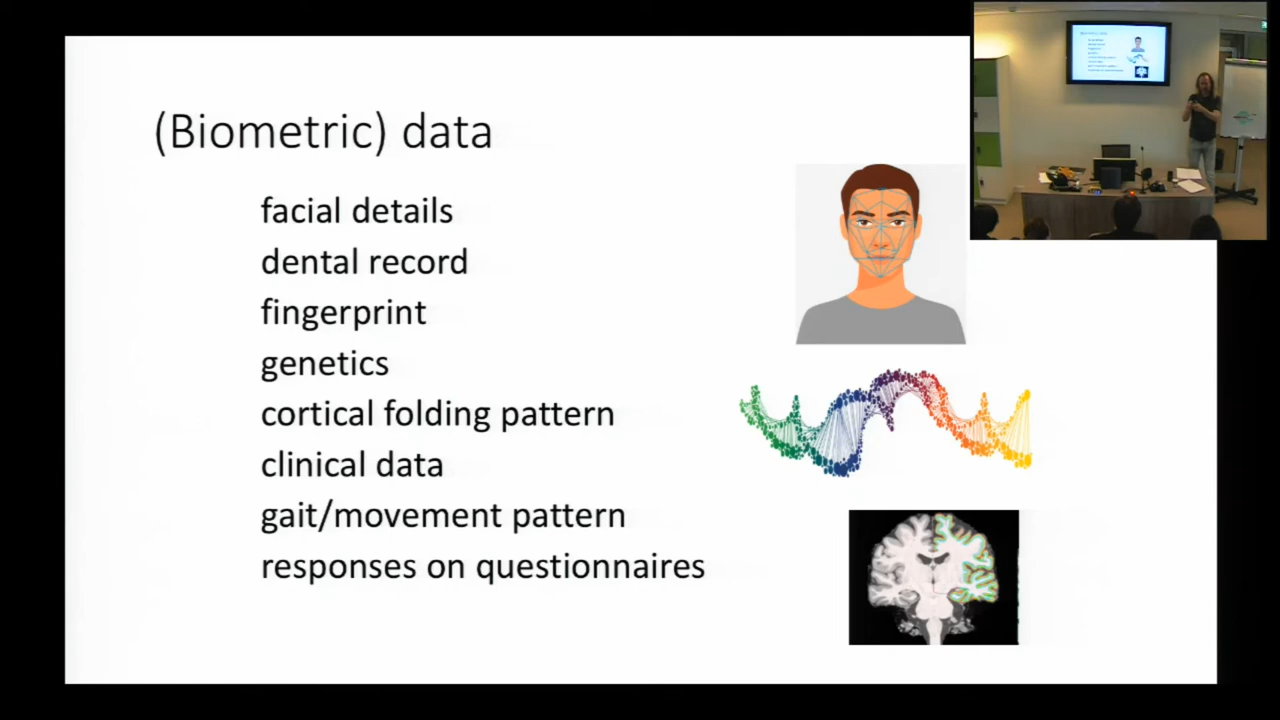 (Biometric) data
facial details
dental record
fingerprint
genetics
cortical folding pattern
clinical data
gait/movement pattern
responses on questionnaires